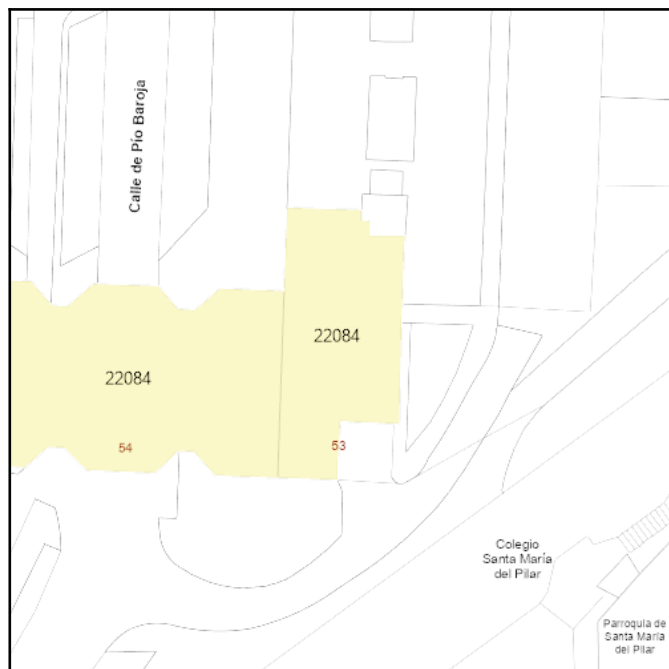 Calle de Pío Baroja
22084
22084
54
53
Colegio
Santa María
del Pilar
Parroquia de
Santa María
del Pilar